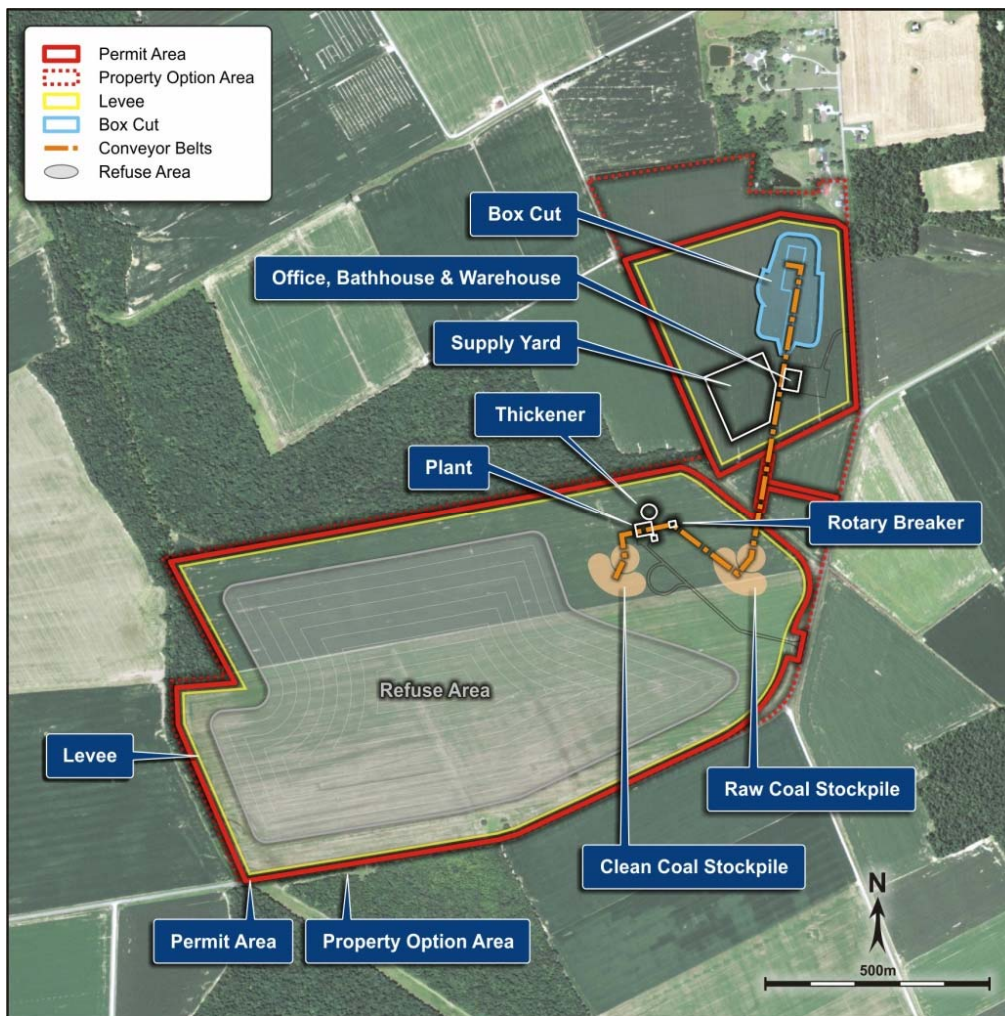 Permit Area
Property Option Area
Levee
Box Cut
Conveyor Belts
Refuse Area
Box Cut
Office, Bathhouse & Warehouse
Supply Yard
Thickener
Plant
Rotary Breaker
Refuse Area
Levee
Raw Coal Stockpile
Clean Coal Stockpile
Permit Area
Property Option Area
N
500m